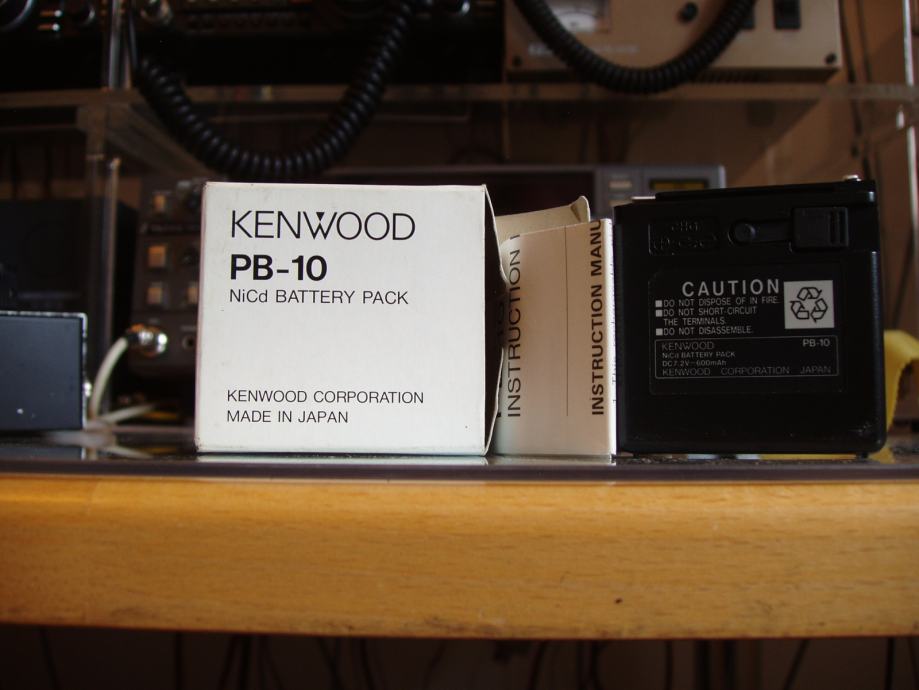 KENWOOD
PB-10
NiCd BATTERY PACK
KENWOOD CORPORATION
MADE IN JAPAN
INSTRUCTION
INSTRUCTION MANU
CAUTION
■DO NOT DISPOSE OF IN FIRE.
■DO NOT SHORT-CIRCUIT
THE TERMINALS.
■DO NOT DISASSEMBLE.
KENWOOD PB-10
NiCd BATTERY PACK
DC7.2V⎓600mAh
KENWOOD CORPORATION JAPAN